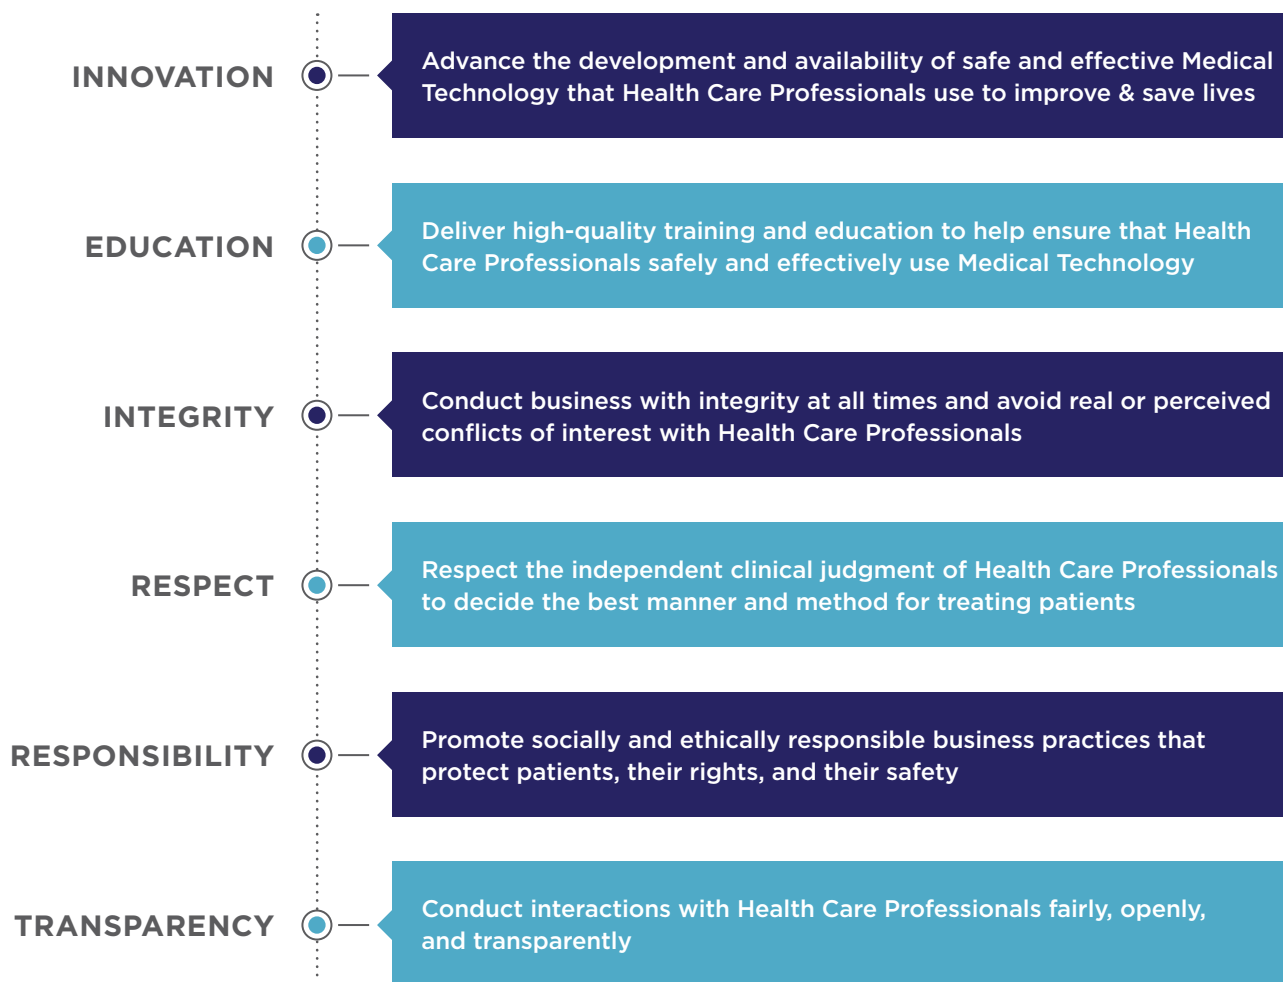 INNOVATION
Advance the development and availability of safe and effective Medical
Technology that Health Care Professionals use to improve & save lives
EDUCATION
Deliver high-quality training and education to help ensure that Health
Care Professionals safely and effectively use Medical Technology
INTEGRITY
Conduct business with integrity at all times and avoid real or perceived
conflicts of interest with Health Care Professionals
RESPECT
Respect the independent clinical judgment of Health Care Professionals
to decide the best manner and method for treating patients
RESPONSIBILITY
Promote socially and ethically responsible business practices that
protect patients, their rights, and their safety
TRANSPARENCY
Conduct interactions with Health Care Professionals fairly, openly,
and transparently